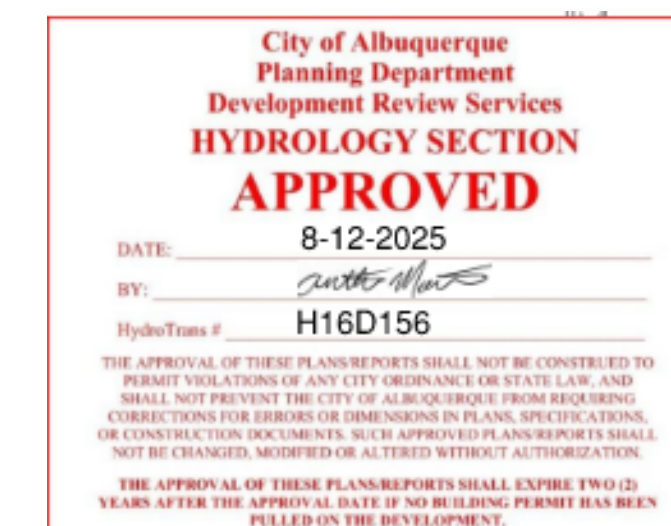 City of Albuquerque
Planning Department
Development Review Services
HYDROLOGY SECTION
APPROVED
DATE: 8-12-2025
BY:
HydroTrans # H16D156
THE APPROVAL OF THESE PLANS/REPORTS SHALL NOT BE CONSTRUED TO
PERMIT VIOLATIONS OF ANY CITY ORDINANCE OR STATE LAW, AND
SHALL NOT PREVENT THE CITY OF ALBUQUERQUE FROM REQUIRING
CORRECTIONS FOR ERRORS OR DIMENSIONS IN PLANS, SPECIFICATIONS,
OR CONSTRUCTION DOCUMENTS. SUCH APPROVED PLANS/REPORTS SHALL
NOT BE CHANGED, MODIFIED OR ALTERED WITHOUT AUTHORIZATION.
THE APPROVAL OF THESE PLANS/REPORTS SHALL EXPIRE TWO (2)
YEARS AFTER THE APPROVAL DATE IF NO BUILDING PERMIT HAS BEEN
PULLED ON THE DEVELOPMENT.